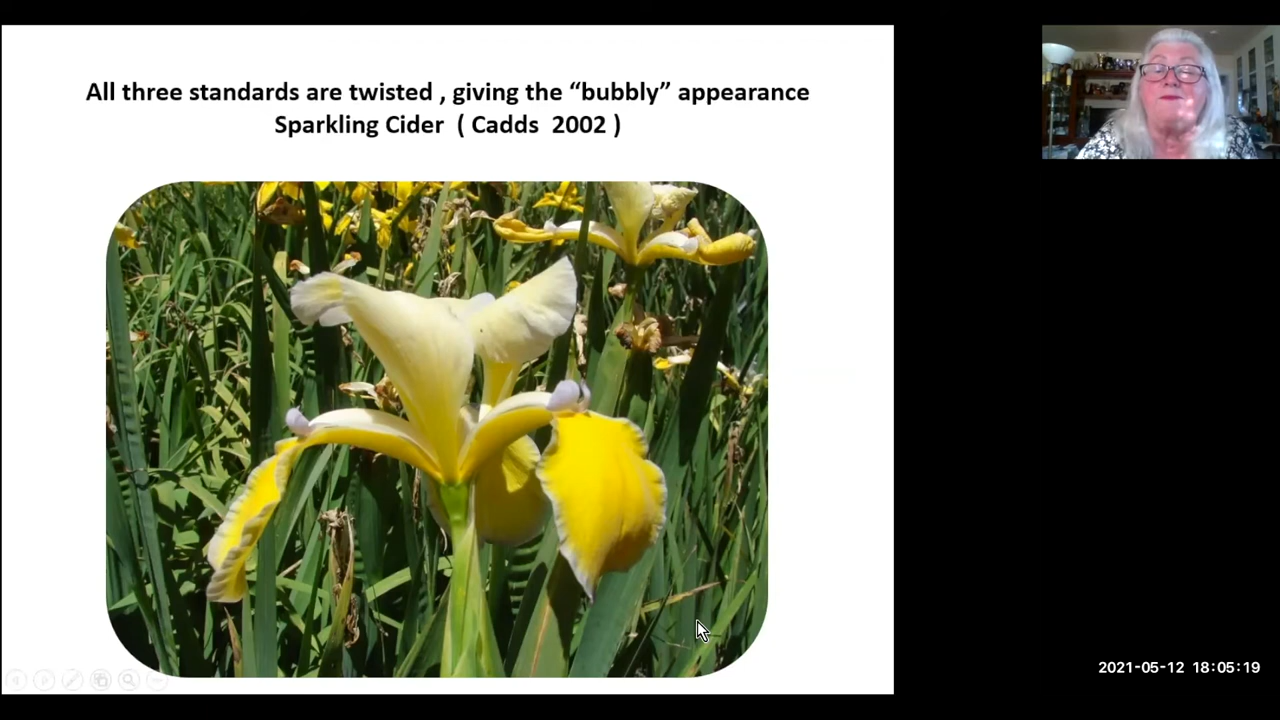 All three standards are twisted , giving the “bubbly” appearance
Sparkling Cider ( Cadds 2002 )
2021-05-12 18:05:19